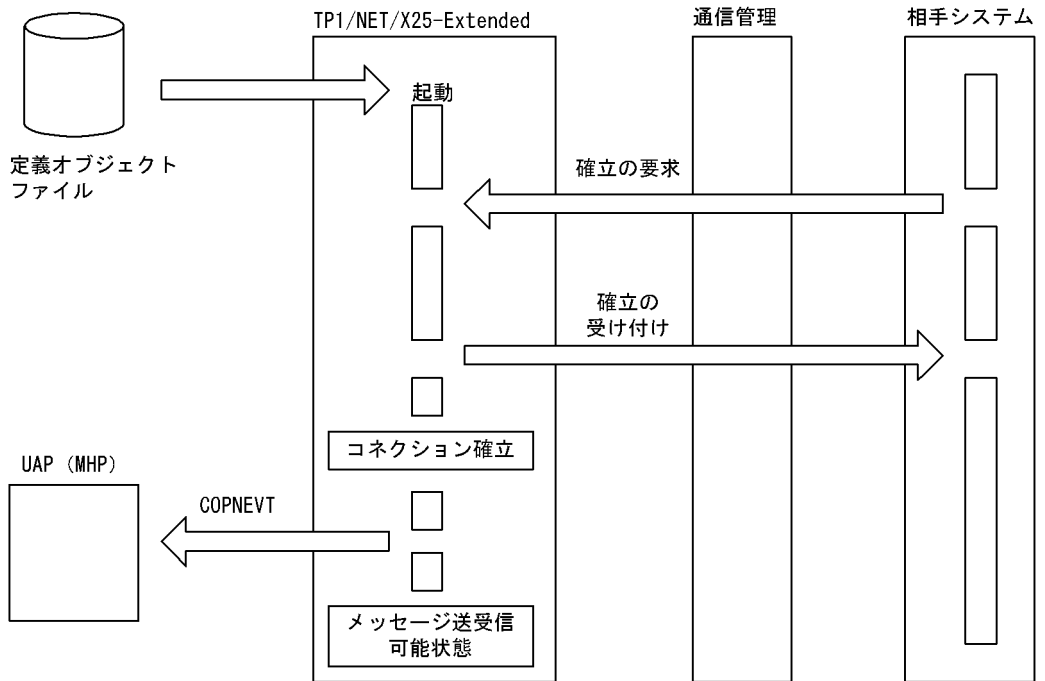 TP1/NET/X25-Extended
通信管理
相手システム
起動
定義オブジェクト
ファイル
確立の要求
確立の
受け付け
コネクション確立
UAP (MHP)
COPNEVT
メッセージ送受信
可能状態